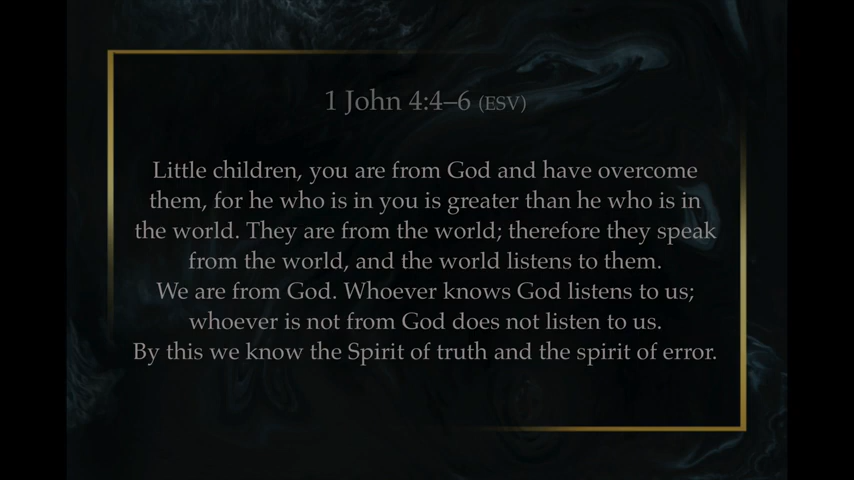 1 John 4:4–6 (ESV)
Little children, you are from God and have overcome
them, for he who is in you is greater than he who is in
the world. They are from the world; therefore they speak
from the world, and the world listens to them.
We are from God. Whoever knows God listens to us;
whoever is not from God does not listen to us.
By this we know the Spirit of truth and the spirit of error.